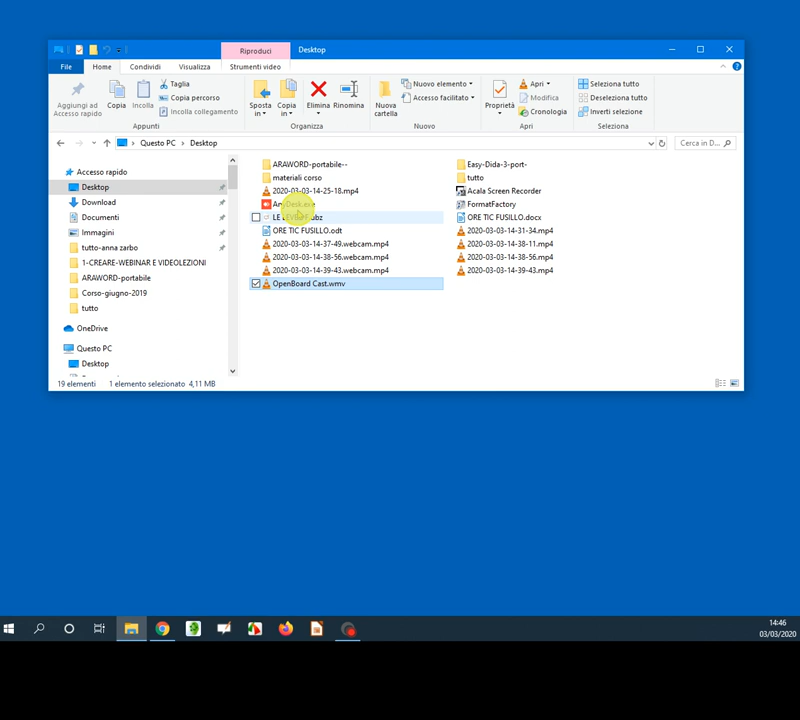 Riproduci
Desktop
File
Home
Condividi
Visualizza
Strumenti video
Aggiungi ad
Accesso rapido
Copia
Incolla
Taglia
Copia percorso
Incolla collegamento
Appunti
Sposta
in
Copia
in
Elimina
Rinomina
Organizza
Nuova
cartella
Nuovo elemento
Accesso facilitato
Nuovo
Proprietà
Apri
Modifica
Cronologia
Apri
Seleziona tutto
Deseleziona tutto
Inverti selezione
Seleziona
Questo PC > Desktop
Cerca in D...
Accesso rapido
Desktop
Download
Documenti
Immagini
tutto-anna zarbo
1-CREARE-WEBINAR E VIDEOLEZIONI
ARAWORD-portabile
Corso-giugno-2019
tutto
OneDrive
Questo PC
Desktop
ARAWORD-portabile--
materiali corso
2020-03-03-14-25-18.mp4
AnyDesk.exe
ORE TIC FUSILLO.odt
2020-03-03-14-37-49.webcam.mp4
2020-03-03-14-38-56.webcam.mp4
2020-03-03-14-39-43.webcam.mp4
OpenBoard Cast.wmv
Easy-Dida-3-port-
tutto
Acala Screen Recorder
FormatFactory
ORE TIC FUSILLO.docx
2020-03-03-14-31-34.mp4
2020-03-03-14-38-11.mp4
2020-03-03-14-38-56.mp4
2020-03-03-14-39-43.mp4
19 elementi
1 elemento selezionato 4,11 MB
14:46
03/03/2020